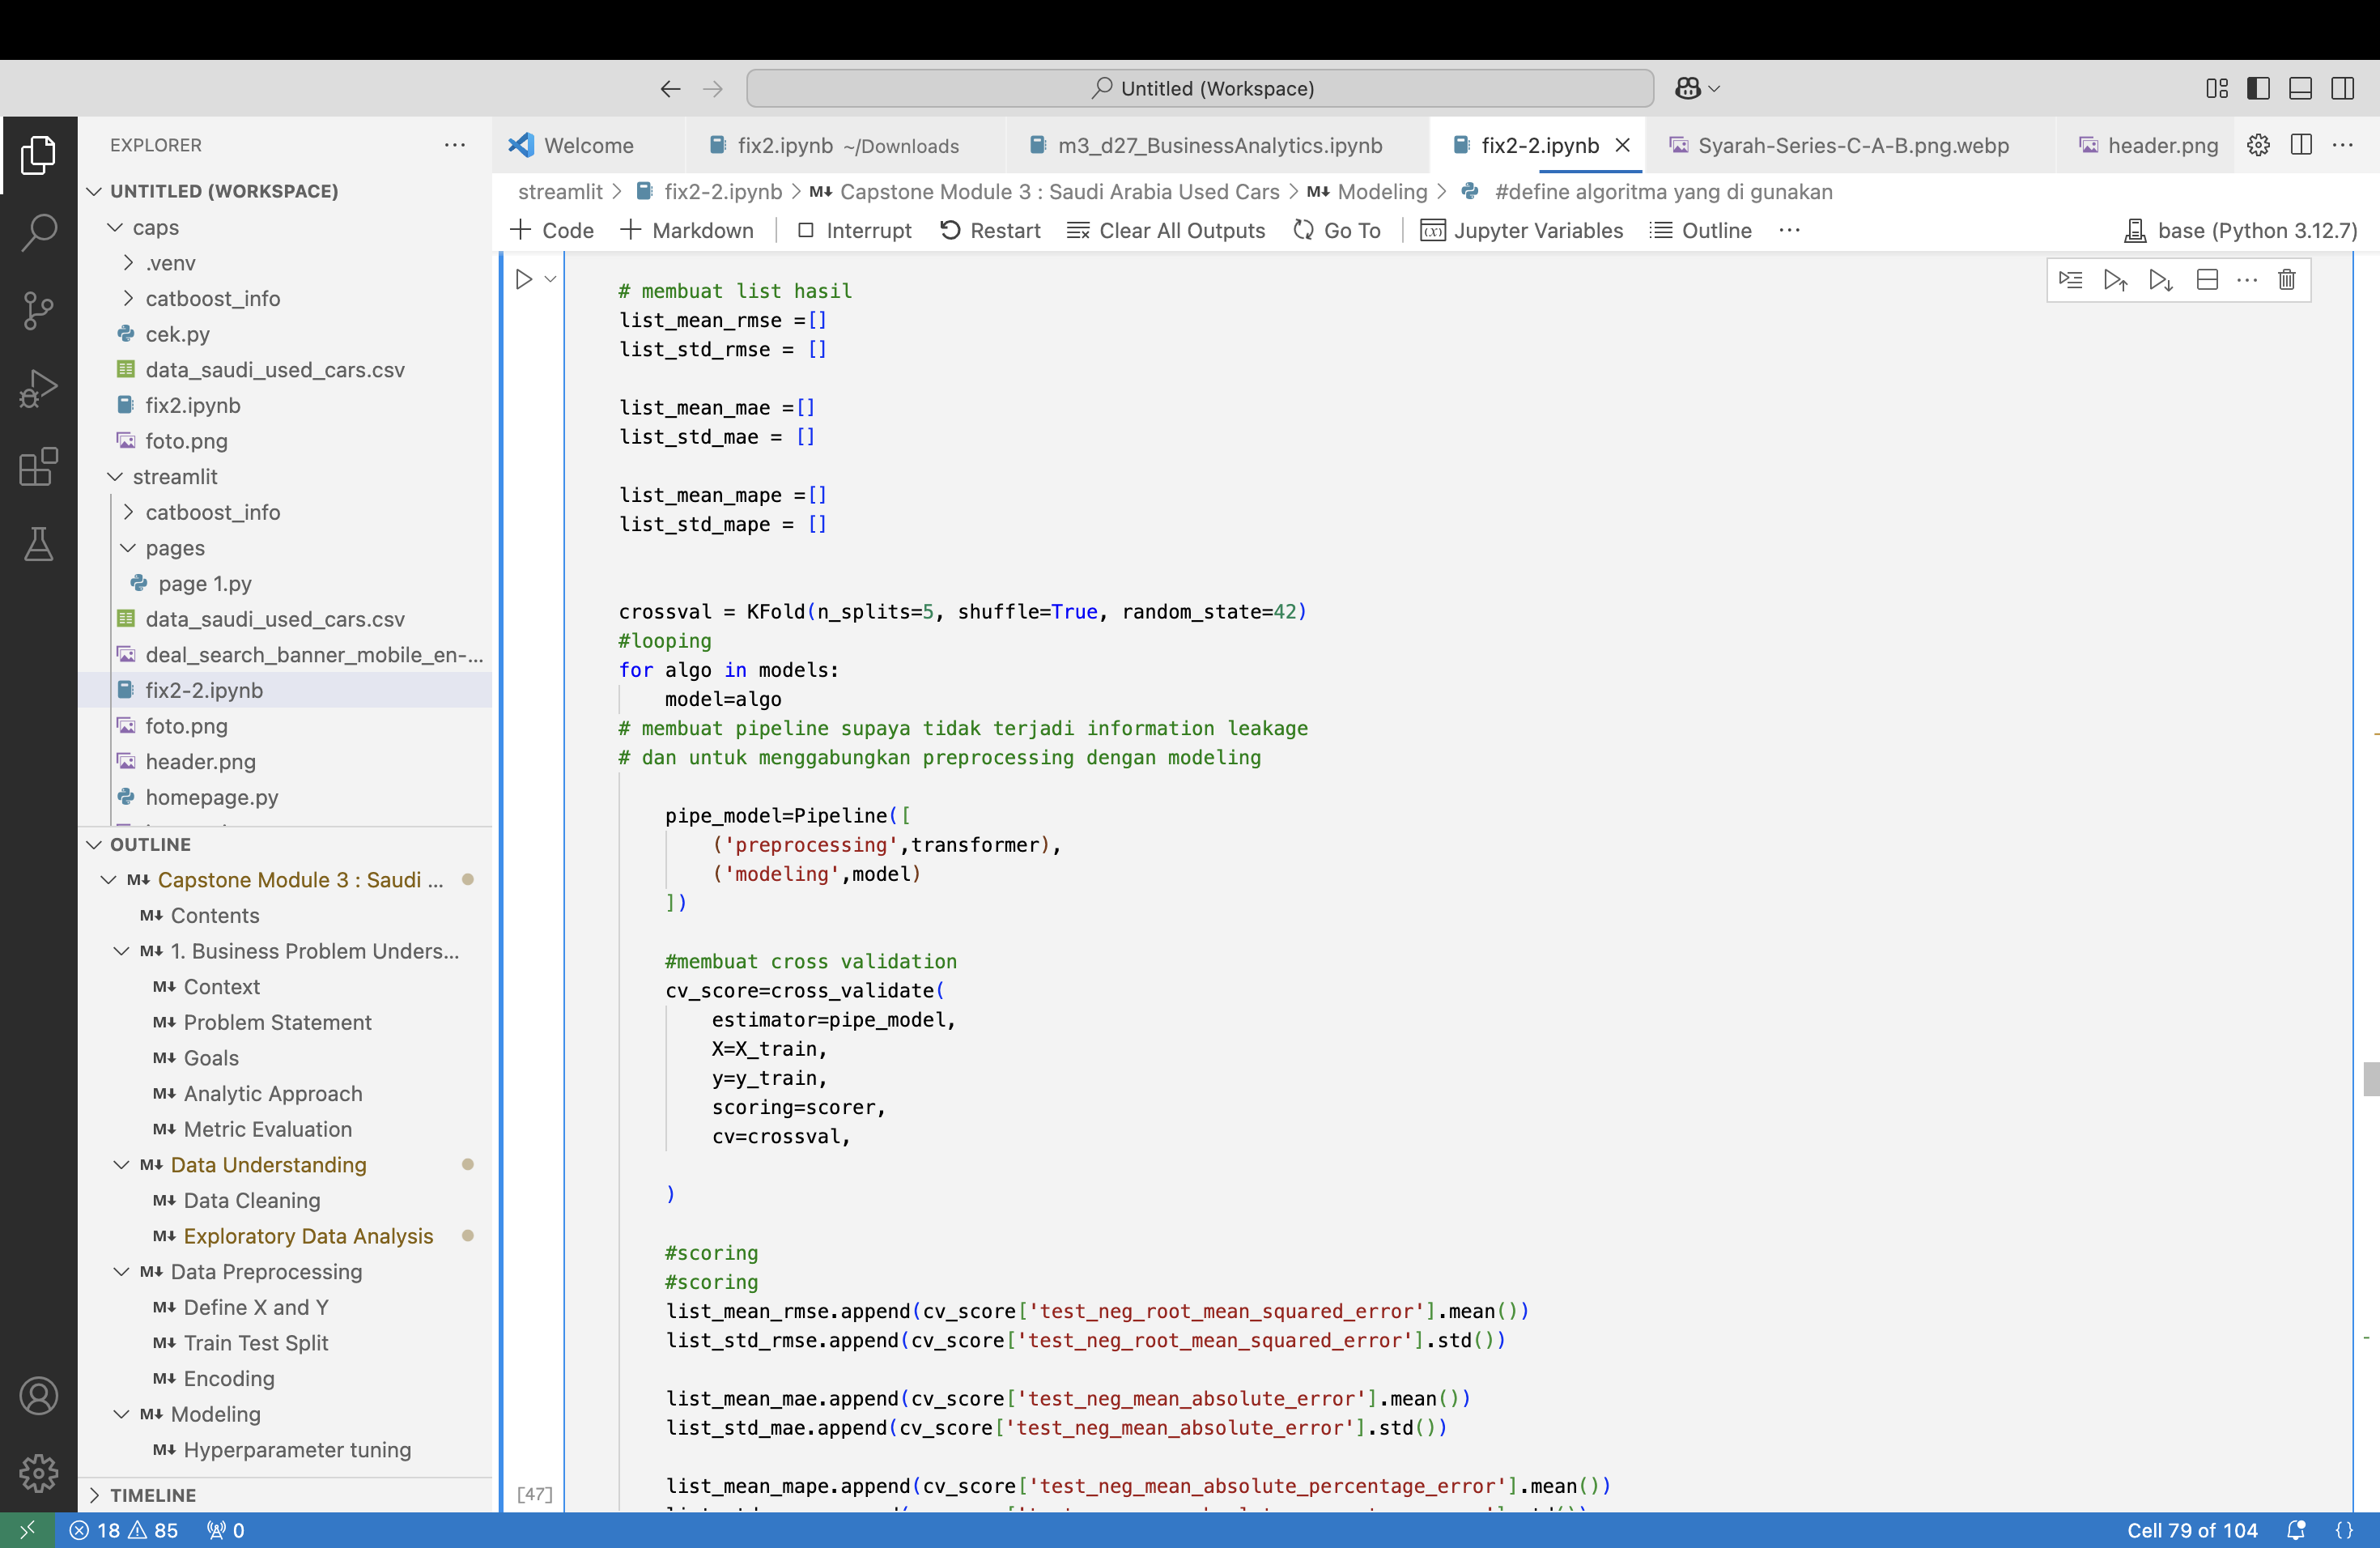 Untitled (Workspace)
EXPLORER
UNTITLED (WORKSPACE)
caps
.venv
catboost_info
cek.py
data_saudi_used_cars.csv
fix2.ipynb
foto.png
streamlit
catboost_info
pages
page 1.py
data_saudi_used_cars.csv
deal_search_banner_mobile_en-...
fix2-2.ipynb
foto.png
header.png
homepage.py
OUTLINE
M↓ Capstone Module 3 : Saudi ...
M↓ Contents
M↓ 1. Business Problem Unders...
M↓ Context
M↓ Problem Statement
M↓ Goals
M↓ Analytic Approach
M↓ Metric Evaluation
M↓ Data Understanding
M↓ Data Cleaning
M↓ Exploratory Data Analysis
M↓ Data Preprocessing
M↓ Define X and Y
M↓ Train Test Split
M↓ Encoding
M↓ Modeling
M↓ Hyperparameter tuning
TIMELINE
Welcome fix2.ipynb ~/Downloads m3_d27_BusinessAnalytics.ipynb fix2-2.ipynb Syarah-Series-C-A-B.png.webp header.png
streamlit > fix2-2.ipynb > M↓ Capstone Module 3 : Saudi Arabia Used Cars > M↓ Modeling > #define algoritma yang di gunakan
+ Code + Markdown Interrupt Restart Clear All Outputs Go To Jupyter Variables Outline ... base (Python 3.12.7)
# membuat list hasil
list_mean_rmse =[]
list_std_rmse = []
list_mean_mae =[]
list_std_mae = []
list_mean_mape =[]
list_std_mape = []
crossval = KFold(n_splits=5, shuffle=True, random_state=42)
#looping
for algo in models:
model=algo
# membuat pipeline supaya tidak terjadi information leakage
# dan untuk menggabungkan preprocessing dengan modeling
pipe_model=Pipeline([
('preprocessing',transformer),
('modeling',model)
])
#membuat cross validation
cv_score=cross_validate(
estimator=pipe_model,
X=X_train,
y=y_train,
scoring=scorer,
cv=crossval,
)
#scoring
#scoring
list_mean_rmse.append(cv_score['test_neg_root_mean_squared_error'].mean())
list_std_rmse.append(cv_score['test_neg_root_mean_squared_error'].std())
list_mean_mae.append(cv_score['test_neg_mean_absolute_error'].mean())
list_std_mae.append(cv_score['test_neg_mean_absolute_error'].std())
list_mean_mape.append(cv_score['test_neg_mean_absolute_percentage_error'].mean())
[47]
18 85 0 Cell 79 of 104